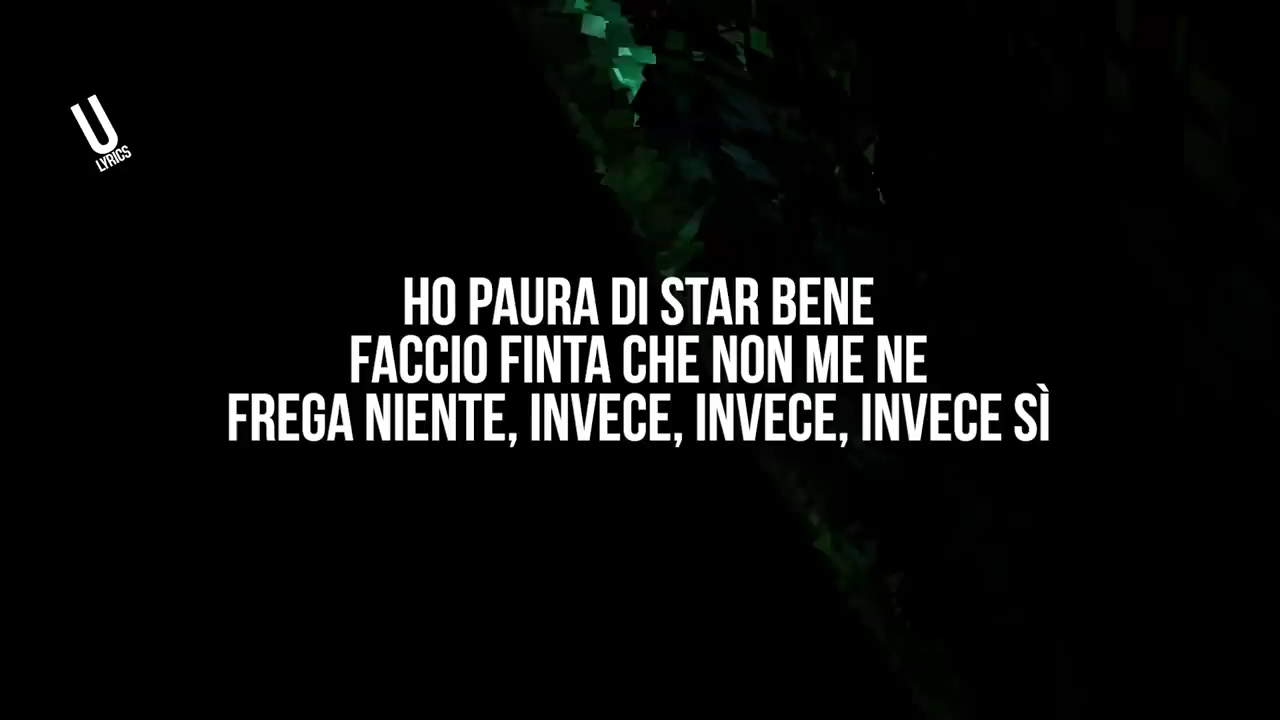 U
LYRICS
HO PAURA DI STAR BENE
FACCIO FINTA CHE NON ME NE
FREGA NIENTE, INVECE, INVECE, INVECE SÌ